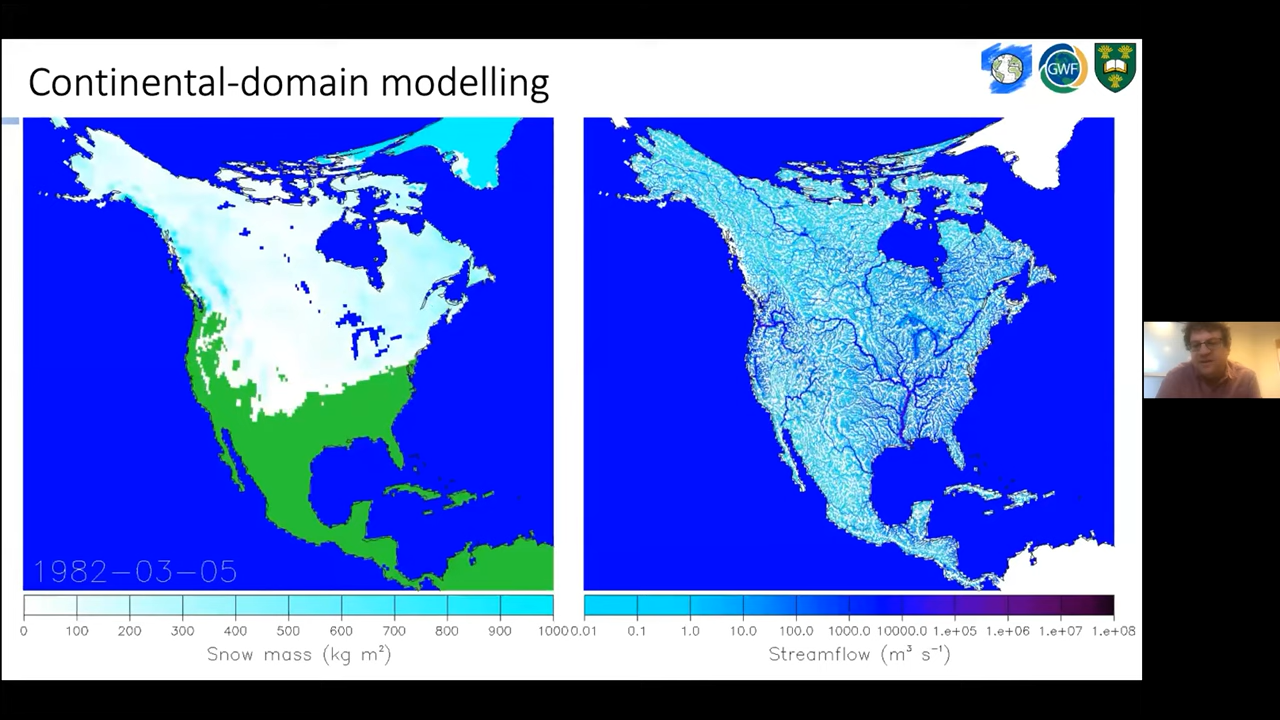 Continental-domain modelling
GWF
1982-03-05
0 100 200 300 400 500 600 700 800 900 1000
Snow mass (kg m²)
0.01 0.1 1.0 10.0 100.0 1000.0 10000.0 1.e+05 1.e+06 1.e+07 1.e+08
Streamflow (m³ s⁻¹)